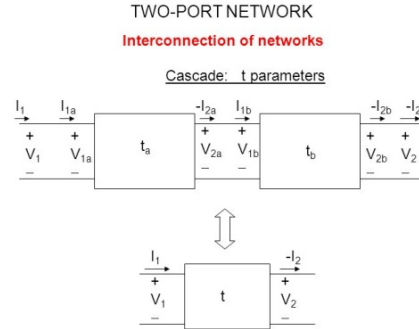 TWO-PORT NETWORK
Interconnection of networks
Cascade: t parameters
I1 I1a -I2a I1b -I2b -I2
+ + + + + +
V1 V1a ta V2a V1b tb V2b V2
– – – – – –
I1 -I2
+ +
V1 t V2
– –